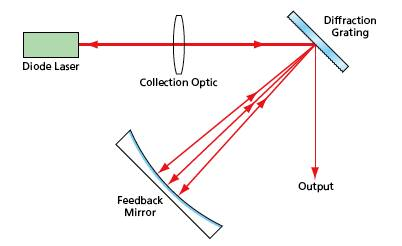 Diffraction
Grating
Diode Laser
Collection Optic
Feedback
Mirror
Output